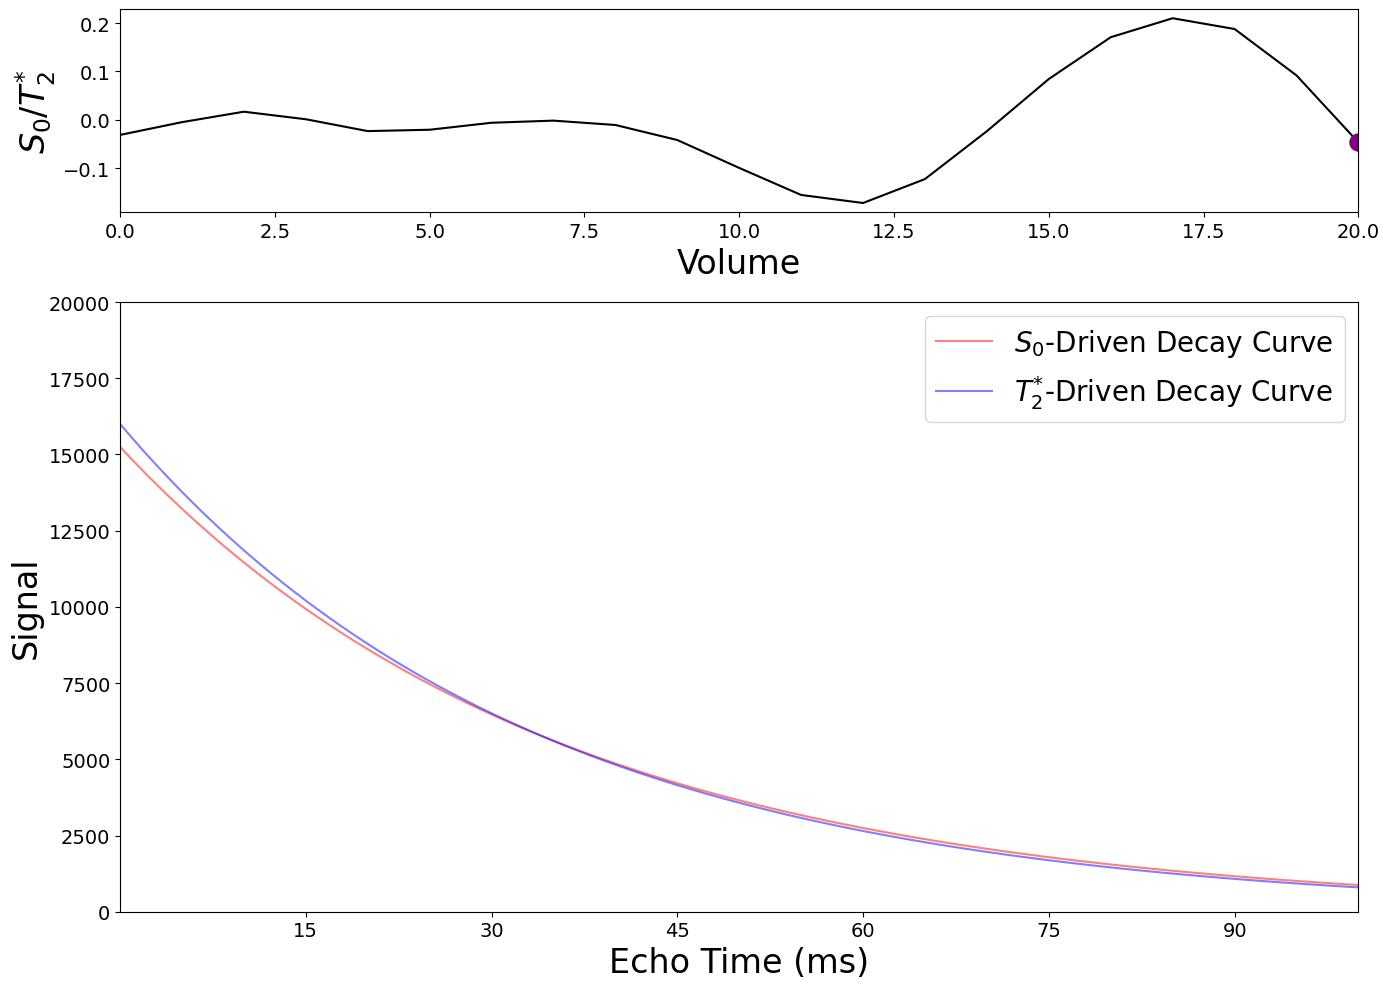 S₀/T₂*
0.2
0.1
0.0
−0.1
0.0 2.5 5.0 7.5 10.0 12.5 15.0 17.5 20.0
Volume
Signal
20000
17500
15000
12500
10000
7500
5000
2500
0
S₀-Driven Decay Curve
T₂*-Driven Decay Curve
15 30 45 60 75 90
Echo Time (ms)